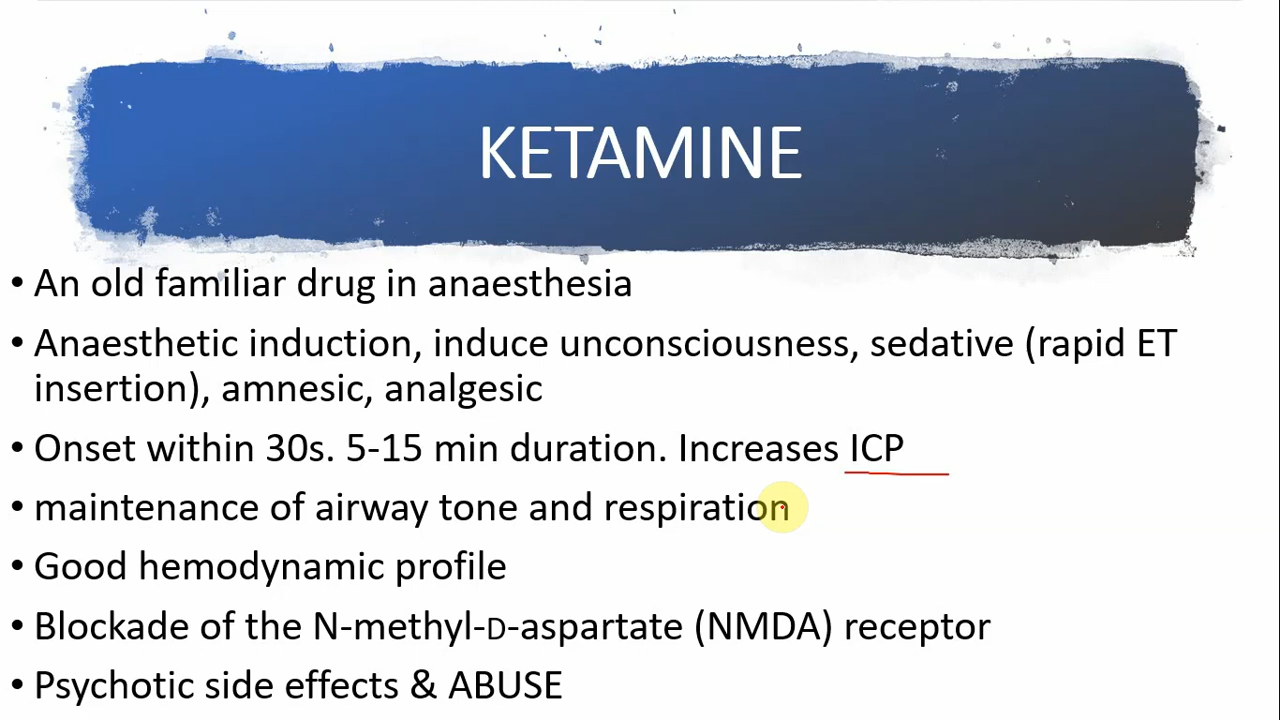 KETAMINE
• An old familiar drug in anaesthesia
• Anaesthetic induction, induce unconsciousness, sedative (rapid ET
insertion), amnesic, analgesic
• Onset within 30s. 5-15 min duration. Increases ICP
• maintenance of airway tone and respiration
• Good hemodynamic profile
• Blockade of the N-methyl-D-aspartate (NMDA) receptor
• Psychotic side effects & ABUSE